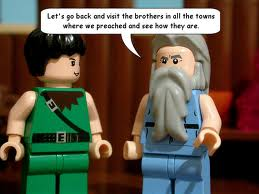 Let's go back and visit the brothers in all the towns
where we preached and see how they are.